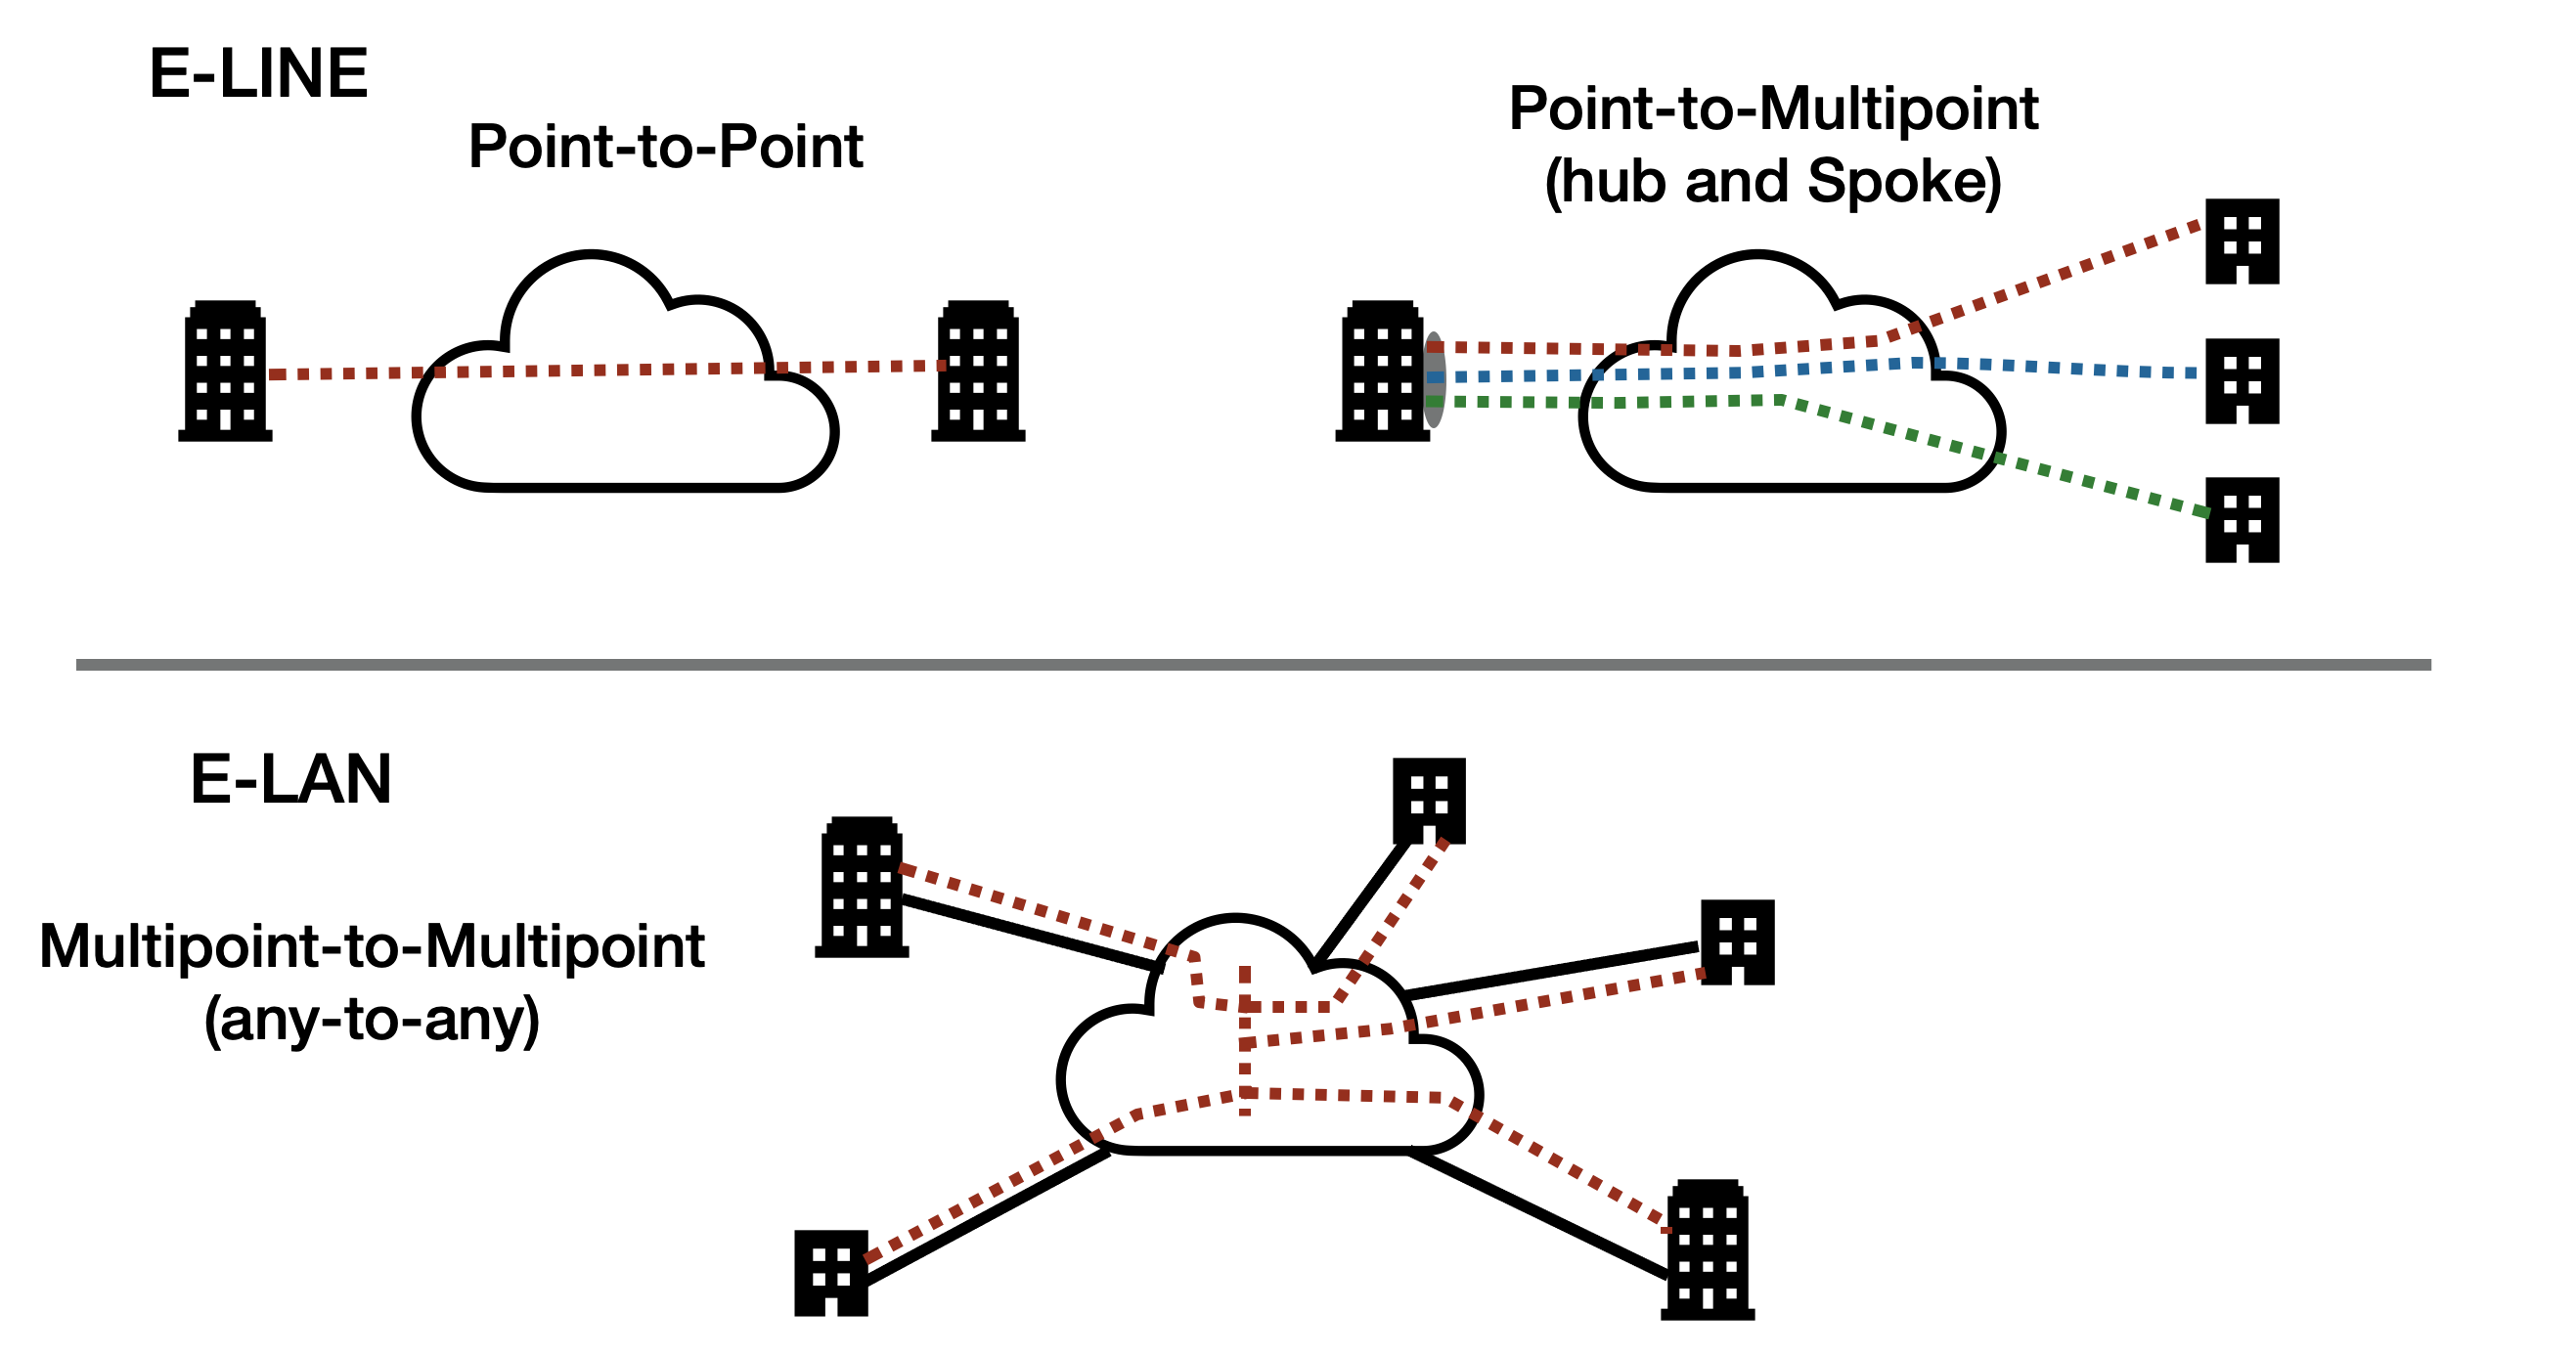 E-LINE
Point-to-Point
Point-to-Multipoint
(hub and Spoke)
E-LAN
Multipoint-to-Multipoint
(any-to-any)